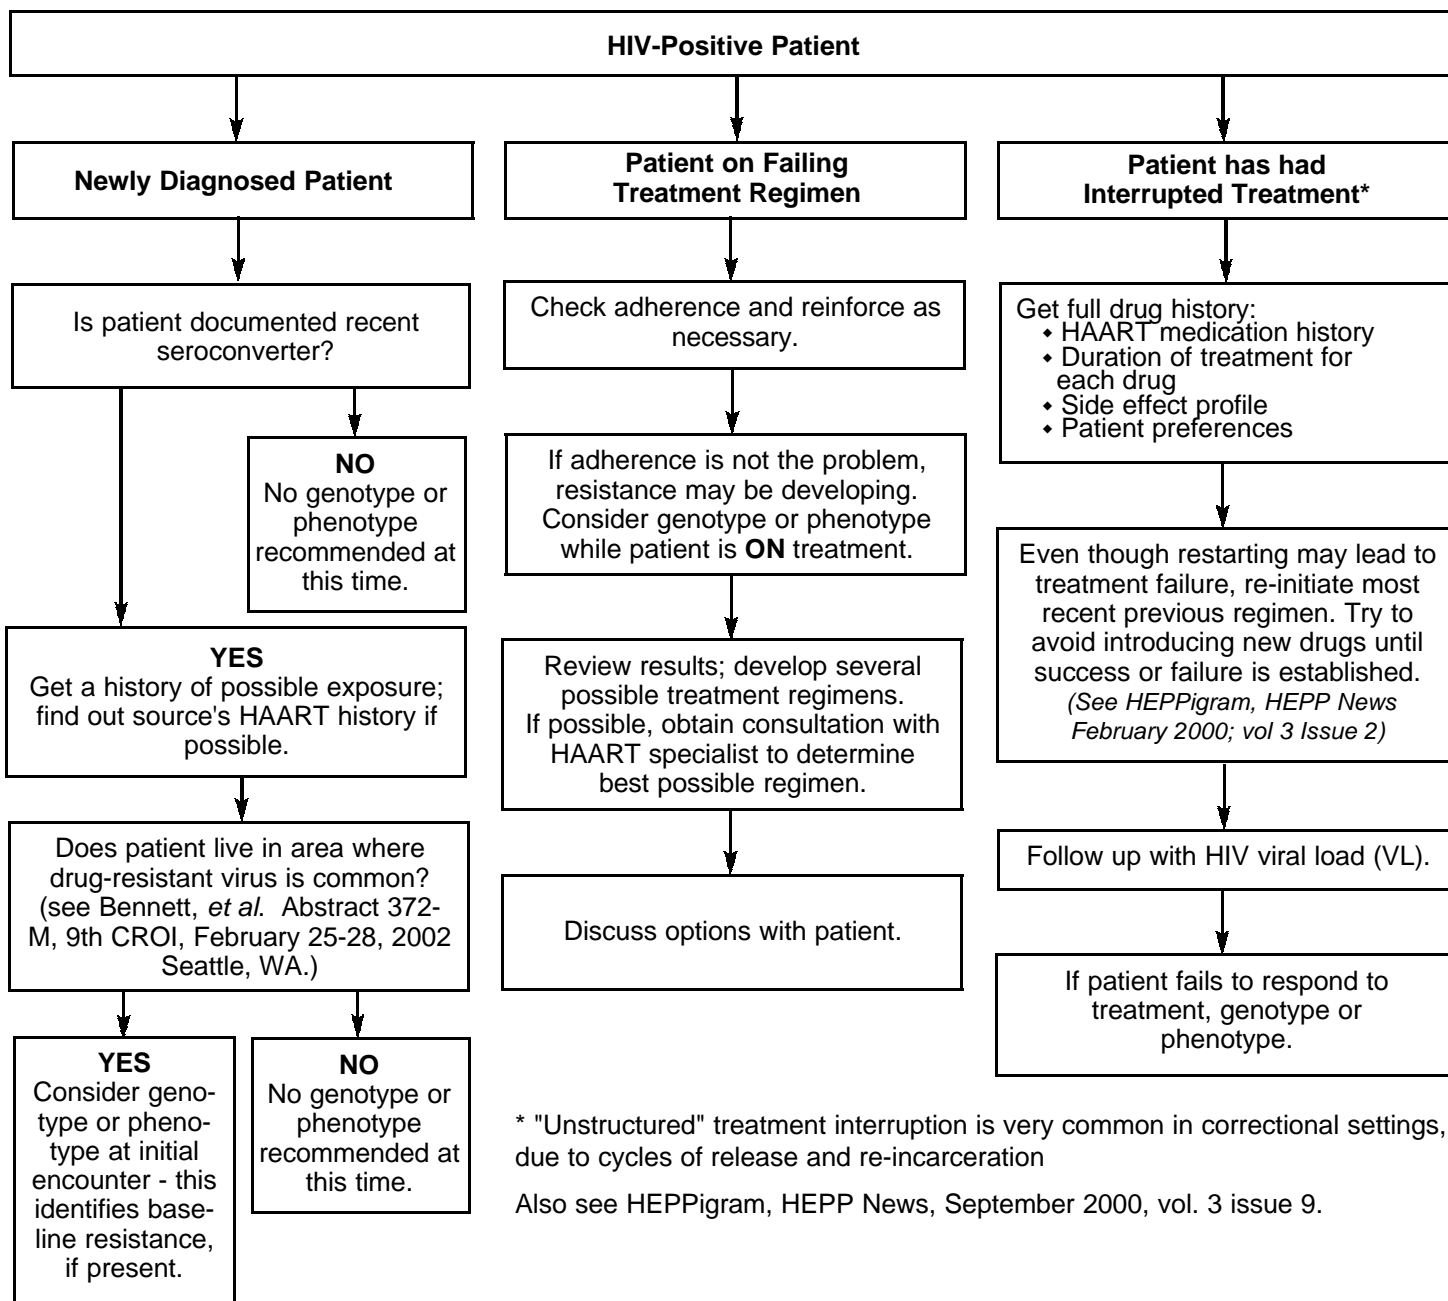 HIV-Positive Patient
Newly Diagnosed Patient
Is patient documented recent
seroconverter?
NO
No genotype or
phenotype
recommended at
this time.
YES
Get a history of possible exposure;
find out source's HAART history if
possible.
Does patient live in area where
drug-resistant virus is common?
(see Bennett, et al. Abstract 372-
M, 9th CROI, February 25-28, 2002
Seattle, WA.)
YES
Consider geno-
type or pheno-
type at initial
encounter - this
identifies base-
line resistance,
if present.
NO
No genotype or
phenotype
recommended at
this time.
Patient on Failing
Treatment Regimen
Check adherence and reinforce as
necessary.
If adherence is not the problem,
resistance may be developing.
Consider genotype or phenotype
while patient is ON treatment.
Review results; develop several
possible treatment regimens.
If possible, obtain consultation with
HAART specialist to determine
best possible regimen.
Discuss options with patient.
Patient has had
Interrupted Treatment*
Get full drug history:
◆ HAART medication history
◆ Duration of treatment for
each drug
◆ Side effect profile
◆ Patient preferences
Even though restarting may lead to
treatment failure, re-initiate most
recent previous regimen. Try to
avoid introducing new drugs until
success or failure is established.
(See HEPPigram, HEPP News
February 2000; vol 3 Issue 2)
Follow up with HIV viral load (VL).
If patient fails to respond to
treatment, genotype or
phenotype.
* "Unstructured" treatment interruption is very common in correctional settings,
due to cycles of release and re-incarceration
Also see HEPPigram, HEPP News, September 2000, vol. 3 issue 9.